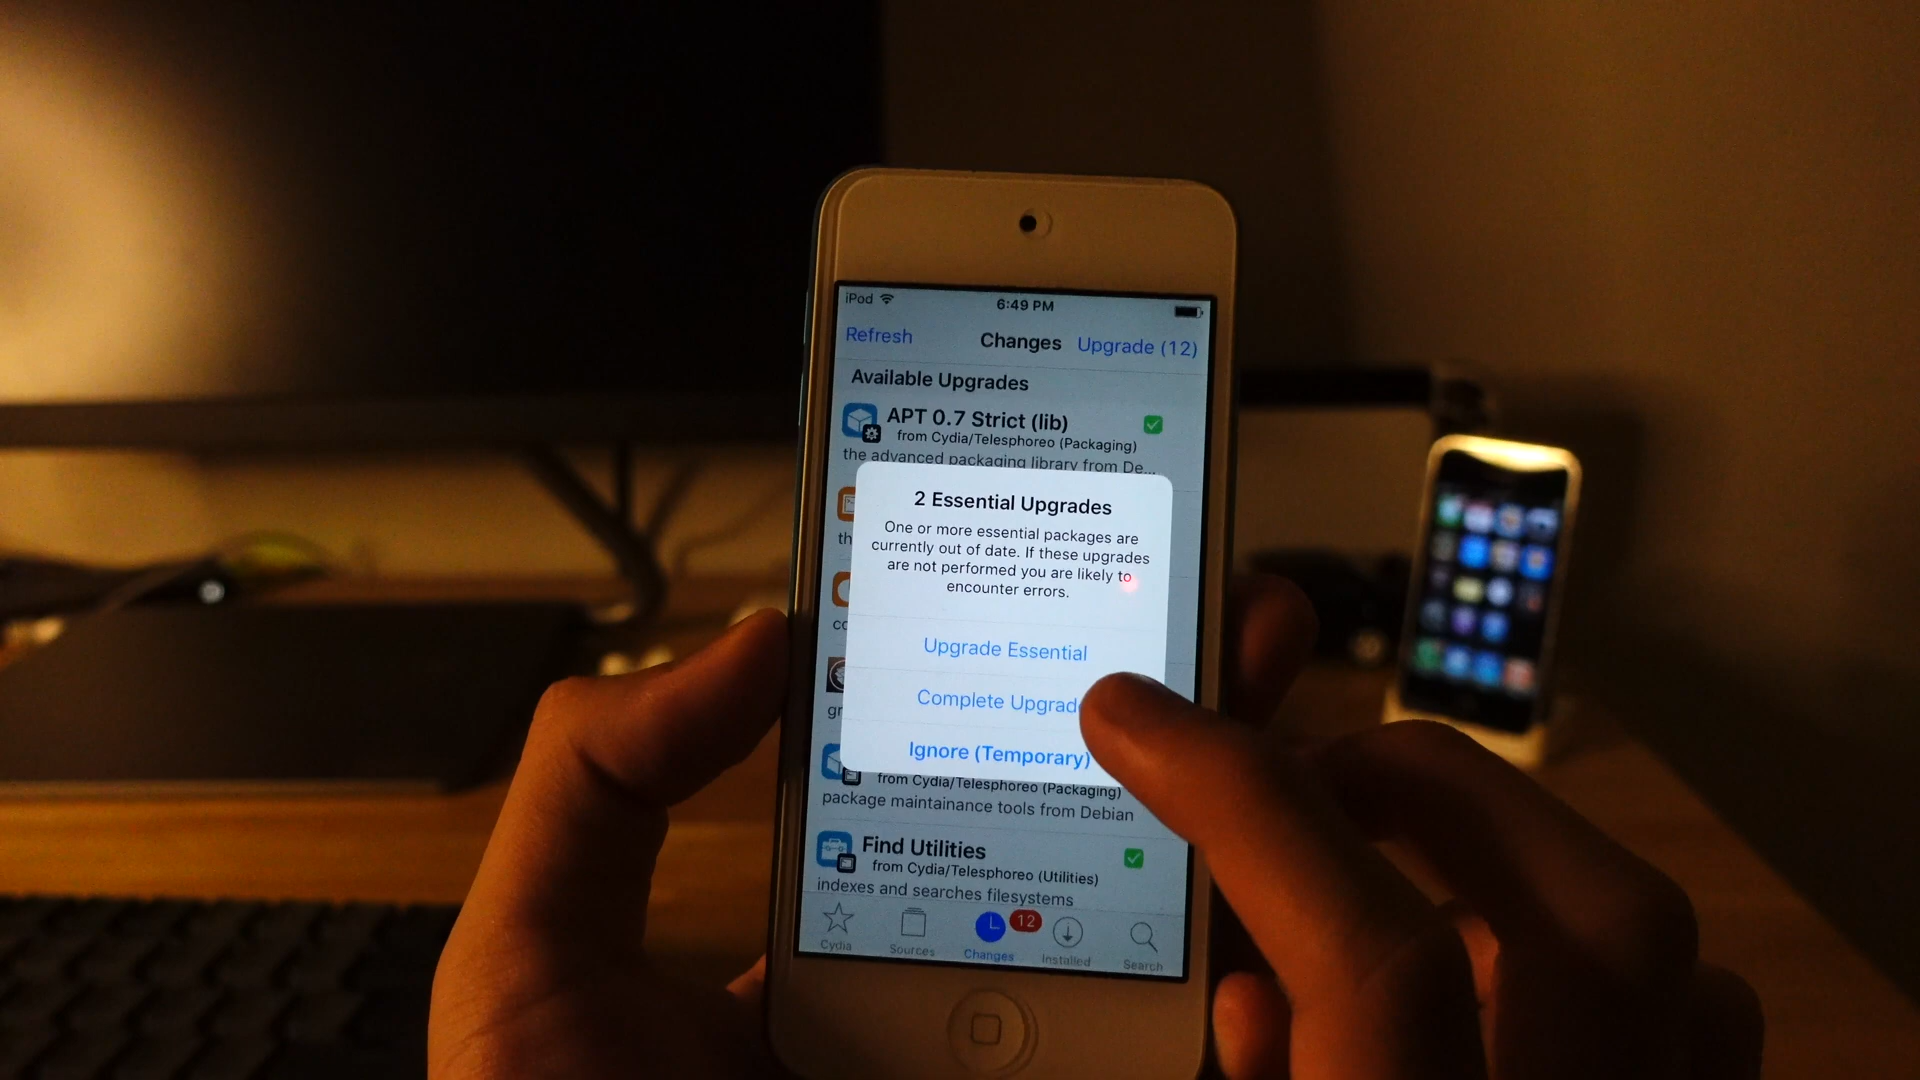 iPod
6:49 PM
Refresh
Changes
Upgrade (12)
Available Upgrades
APT 0.7 Strict (lib)
from Cydia/Telesphoreo (Packaging)
the advanced packaging library from De...
2 Essential Upgrades
One or more essential packages are
currently out of date. If these upgrades
are not performed you are likely to
encounter errors.
Upgrade Essential
Complete Upgrade
Ignore (Temporary)
th
co
gr
from Cydia/Telesphoreo (Packaging)
package maintainance tools from Debian
Find Utilities
from Cydia/Telesphoreo (Utilities)
indexes and searches filesystems
12
Cydia
Sources
Changes
Installed
Search